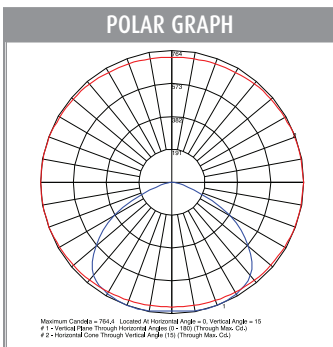 POLAR GRAPH
764
573
382
191
1
Maximum Candela = 764,4 Located At Horizontal Angle = 0, Vertical Angle = 15
# 1 - Vertical Plane Through Horizontal Angles (0 - 180) (Through Max. Cd.)
# 2 - Horizontal Cone Through Vertical Angle (15) (Through Max. Cd.)